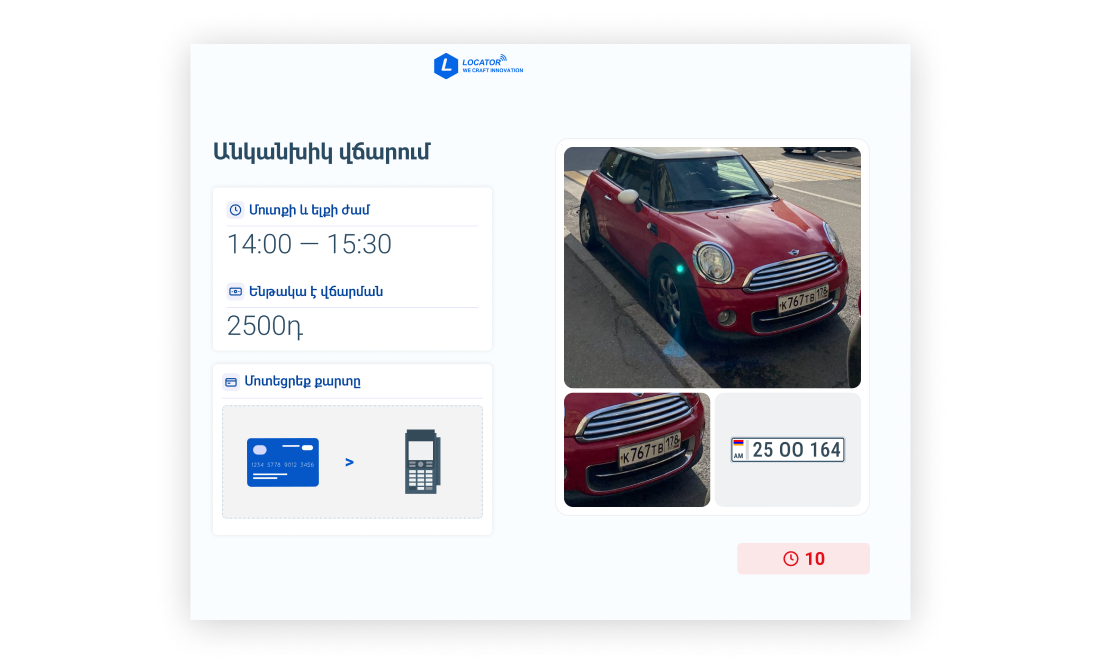 LOCATOR
WE CRAFT INNOVATION
Անկանխիկ վճարում
Մուտքի և ելքի ժամ
14:00 — 15:30
Ենթակա է վճարման
2500դ
Մոտեցրեք քարտը
1234 5778 9012 3456
>
К767ТВ 178
К767ТВ 178
AM 25 OO 164
10